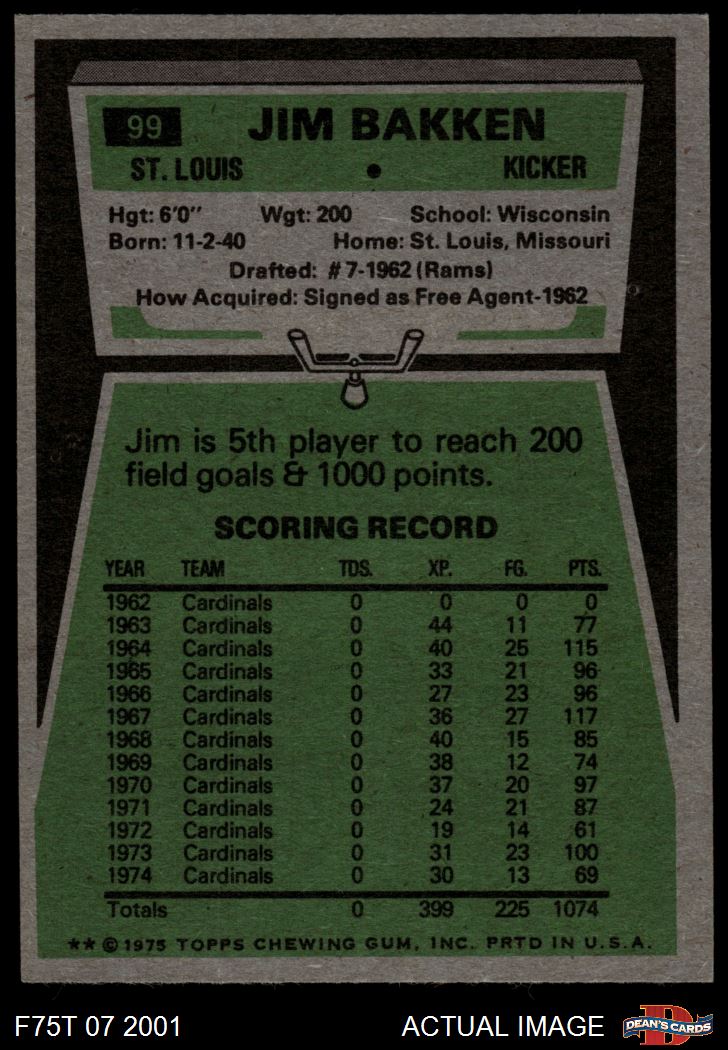 99 JIM BAKKEN
ST. LOUIS • KICKER
Hgt: 6'0" Wgt: 200 School: Wisconsin
Born: 11-2-40 Home: St. Louis, Missouri
Drafted: #7-1962 (Rams)
How Acquired: Signed as Free Agent-1962
Jim is 5th player to reach 200
field goals & 1000 points.
SCORING RECORD
YEAR TEAM TDS. XP. FG. PTS.
1962 Cardinals 0 0 0 0
1963 Cardinals 0 44 11 77
1964 Cardinals 0 40 25 115
1965 Cardinals 0 33 21 96
1966 Cardinals 0 27 23 96
1967 Cardinals 0 36 27 117
1968 Cardinals 0 40 15 85
1969 Cardinals 0 38 12 74
1970 Cardinals 0 37 20 97
1971 Cardinals 0 24 21 87
1972 Cardinals 0 19 14 61
1973 Cardinals 0 31 23 100
1974 Cardinals 0 30 13 69
Totals 0 399 225 1074
** © 1975 TOPPS CHEWING GUM, INC. PRTD IN U.S.A.
F75T 07 2001 ACTUAL IMAGE D DEAN'S CARDS